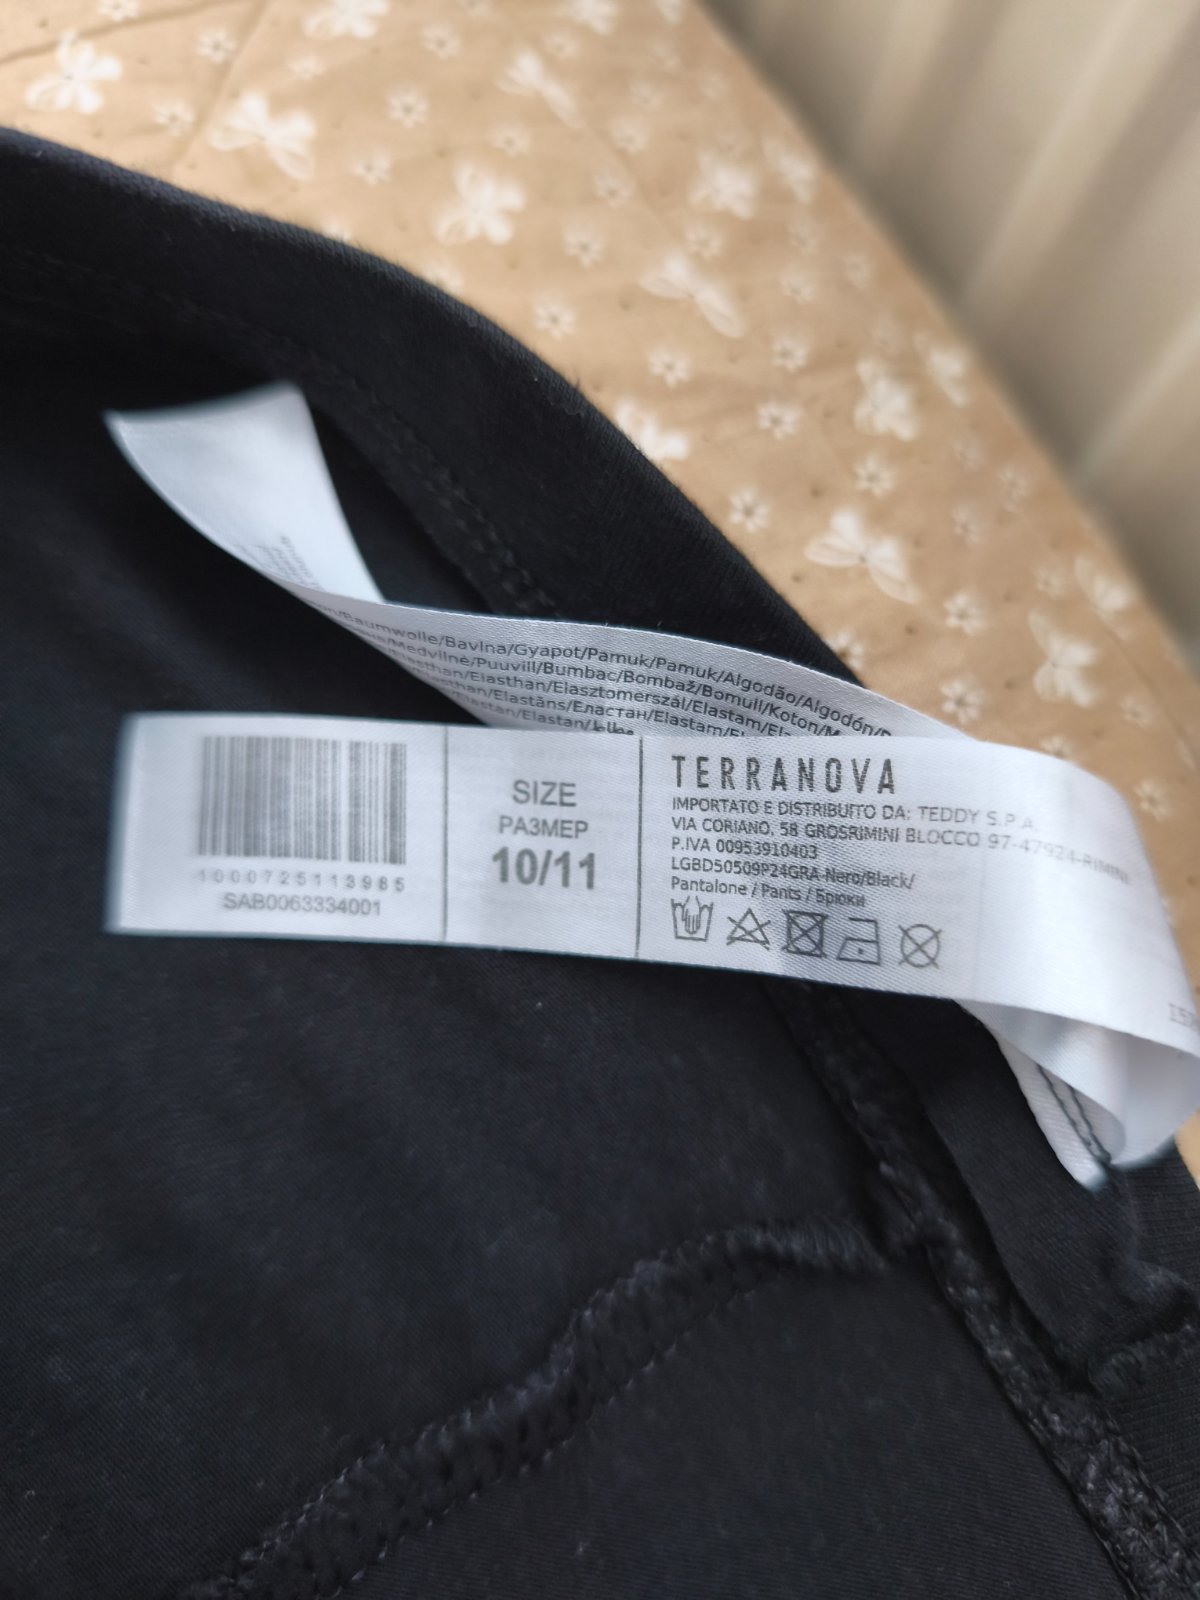 Baumwolle/Bavlna/Gyapot/Pamuk/Pamuk/Algodão/Algodón/
/Medvilnė/Puuvill/Bumbac/Bombaž/Bomull/Koton/
Elasthan/Elasthan/Elasztomerszál/Elastam/
/Elastāns/Еластан/Elastam/
/Elastan/
1000725113985
SAB0063334001
SIZE
РАЗМЕР
10/11
TERRANOVA
IMPORTATO E DISTRIBUITO DA: TEDDY S.P.A.
VIA CORIANO, 58 GROSRIMINI BLOCCO 97-47924-RIMINI
P.IVA 00953910403
LGBD50509P24GRA Nero/Black/
Pantalone / Pants / Брюки